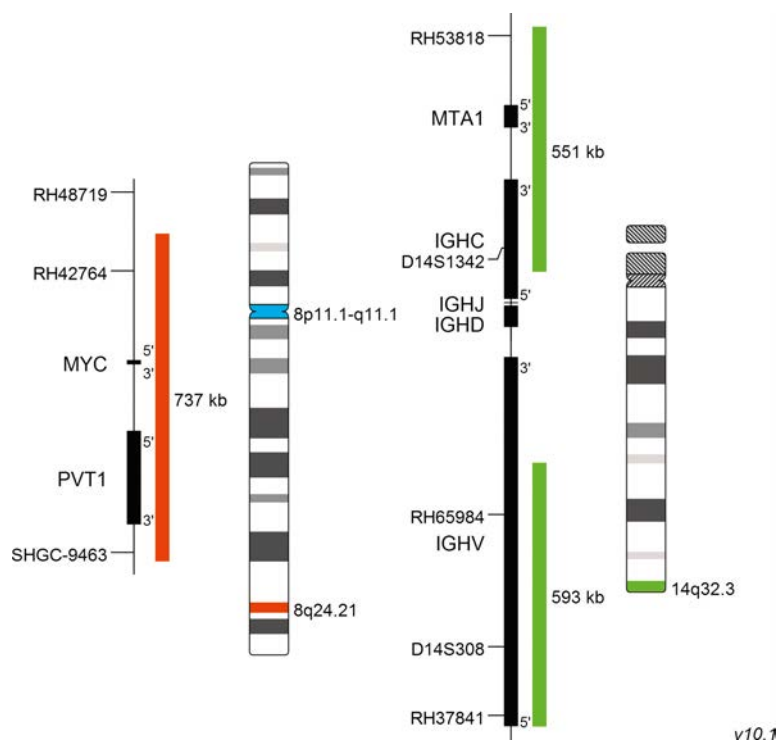 RH48719
RH42764
5'
MYC
3'
737 kb
5'
PVT1
3'
SHGC-9463
8p11.1-q11.1
8q24.21
RH53818
5'
MTA1
3'
551 kb
3'
IGHC
D14S1342
5'
IGHJ
IGHD
3'
RH65984
IGHV
593 kb
D14S308
RH37841
5'
14q32.3
v10.1